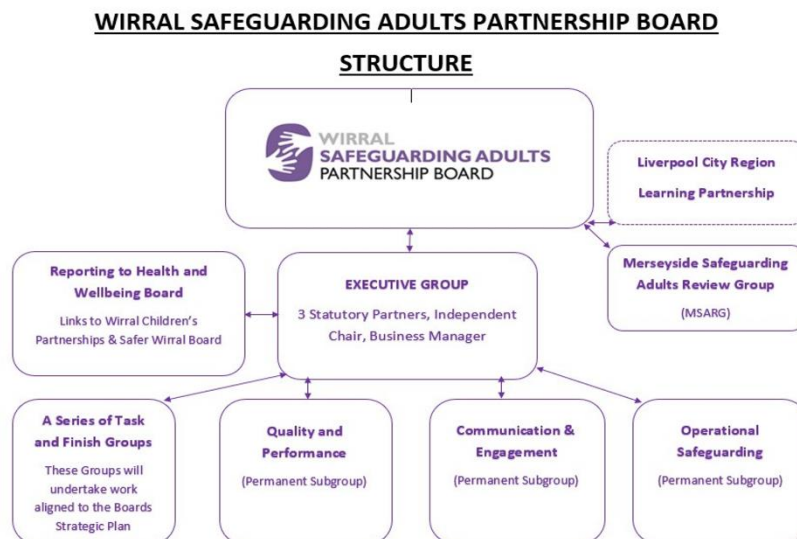 WIRRAL SAFEGUARDING ADULTS PARTNERSHIP BOARD
STRUCTURE
WIRRAL
SAFEGUARDING ADULTS
PARTNERSHIP BOARD
Liverpool City Region
Learning Partnership
Merseyside Safeguarding
Adults Review Group
(MSARG)
Reporting to Health and
Wellbeing Board
Links to Wirral Children's
Partnerships & Safer Wirral Board
EXECUTIVE GROUP
3 Statutory Partners, Independent
Chair, Business Manager
A Series of Task
and Finish Groups
These Groups will
undertake work
aligned to the Boards
Strategic Plan
Quality and
Performance
(Permanent Subgroup)
Communication &
Engagement
(Permanent Subgroup)
Operational
Safeguarding
(Permanent Subgroup)